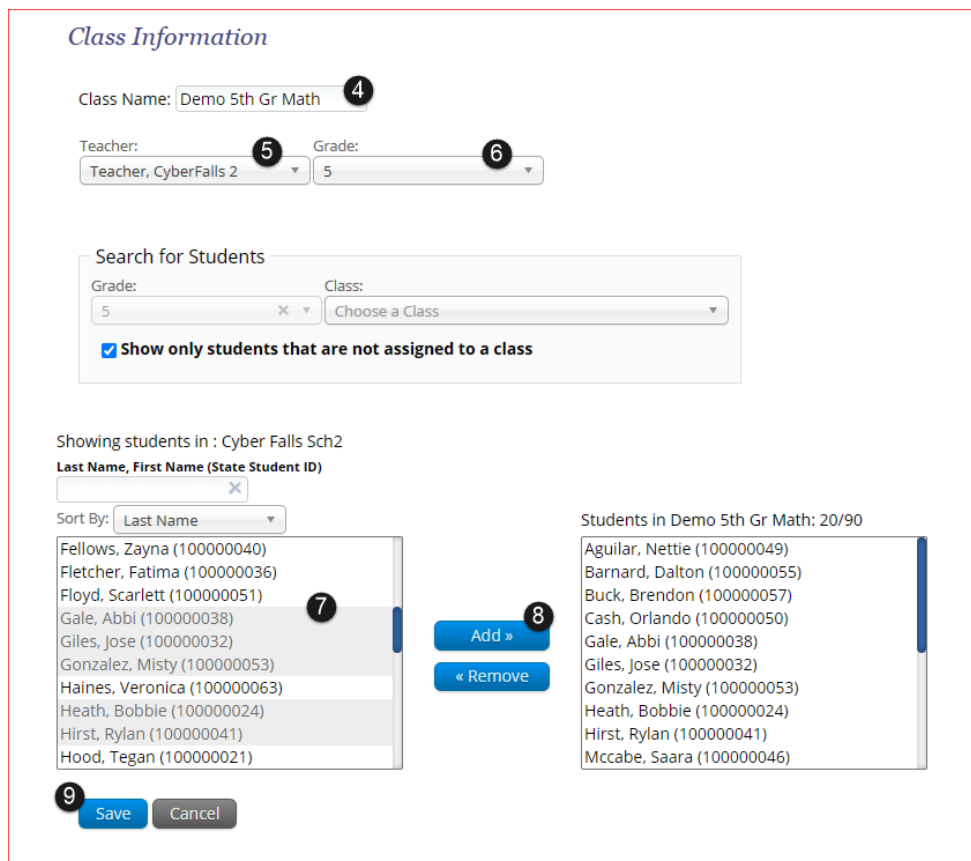 Class Information
Class Name: Demo 5th Gr Math 4
Teacher: 5 Grade: 6
Teacher, CyberFalls 2 5
Search for Students
Grade: Class:
5 Choose a Class
Show only students that are not assigned to a class
Showing students in : Cyber Falls Sch2
Last Name, First Name (State Student ID)
Sort By: Last Name
Fellows, Zayna (100000040)
Fletcher, Fatima (100000036)
Floyd, Scarlett (100000051)
Gale, Abbi (100000038)
Giles, Jose (100000032)
Gonzalez, Misty (100000053)
Haines, Veronica (100000063)
Heath, Bobbie (100000024)
Hirst, Rylan (100000041)
Hood, Tegan (100000021)
7
8
Add »
« Remove
Students in Demo 5th Gr Math: 20/90
Aguilar, Nettie (100000049)
Barnard, Dalton (100000055)
Buck, Brendon (100000057)
Cash, Orlando (100000050)
Gale, Abbi (100000038)
Giles, Jose (100000032)
Gonzalez, Misty (100000053)
Heath, Bobbie (100000024)
Hirst, Rylan (100000041)
Mccabe, Saara (100000046)
9
Save Cancel